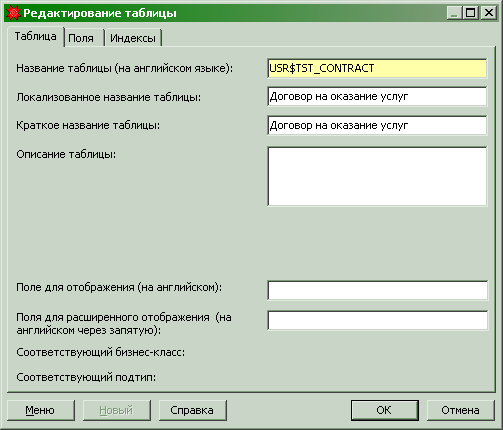 Редактирование таблицы
Таблица Поля Индексы
Название таблицы (на английском языке): USR$TST_CONTRACT
Локализованное название таблицы: Договор на оказание услуг
Краткое название таблицы: Договор на оказание услуг
Описание таблицы:
Поле для отображения (на английском):
Поля для расширенного отображения (на
английском через запятую):
Соответствующий бизнес-класс:
Соответствующий подтип:
Меню Новый Справка OK Отмена